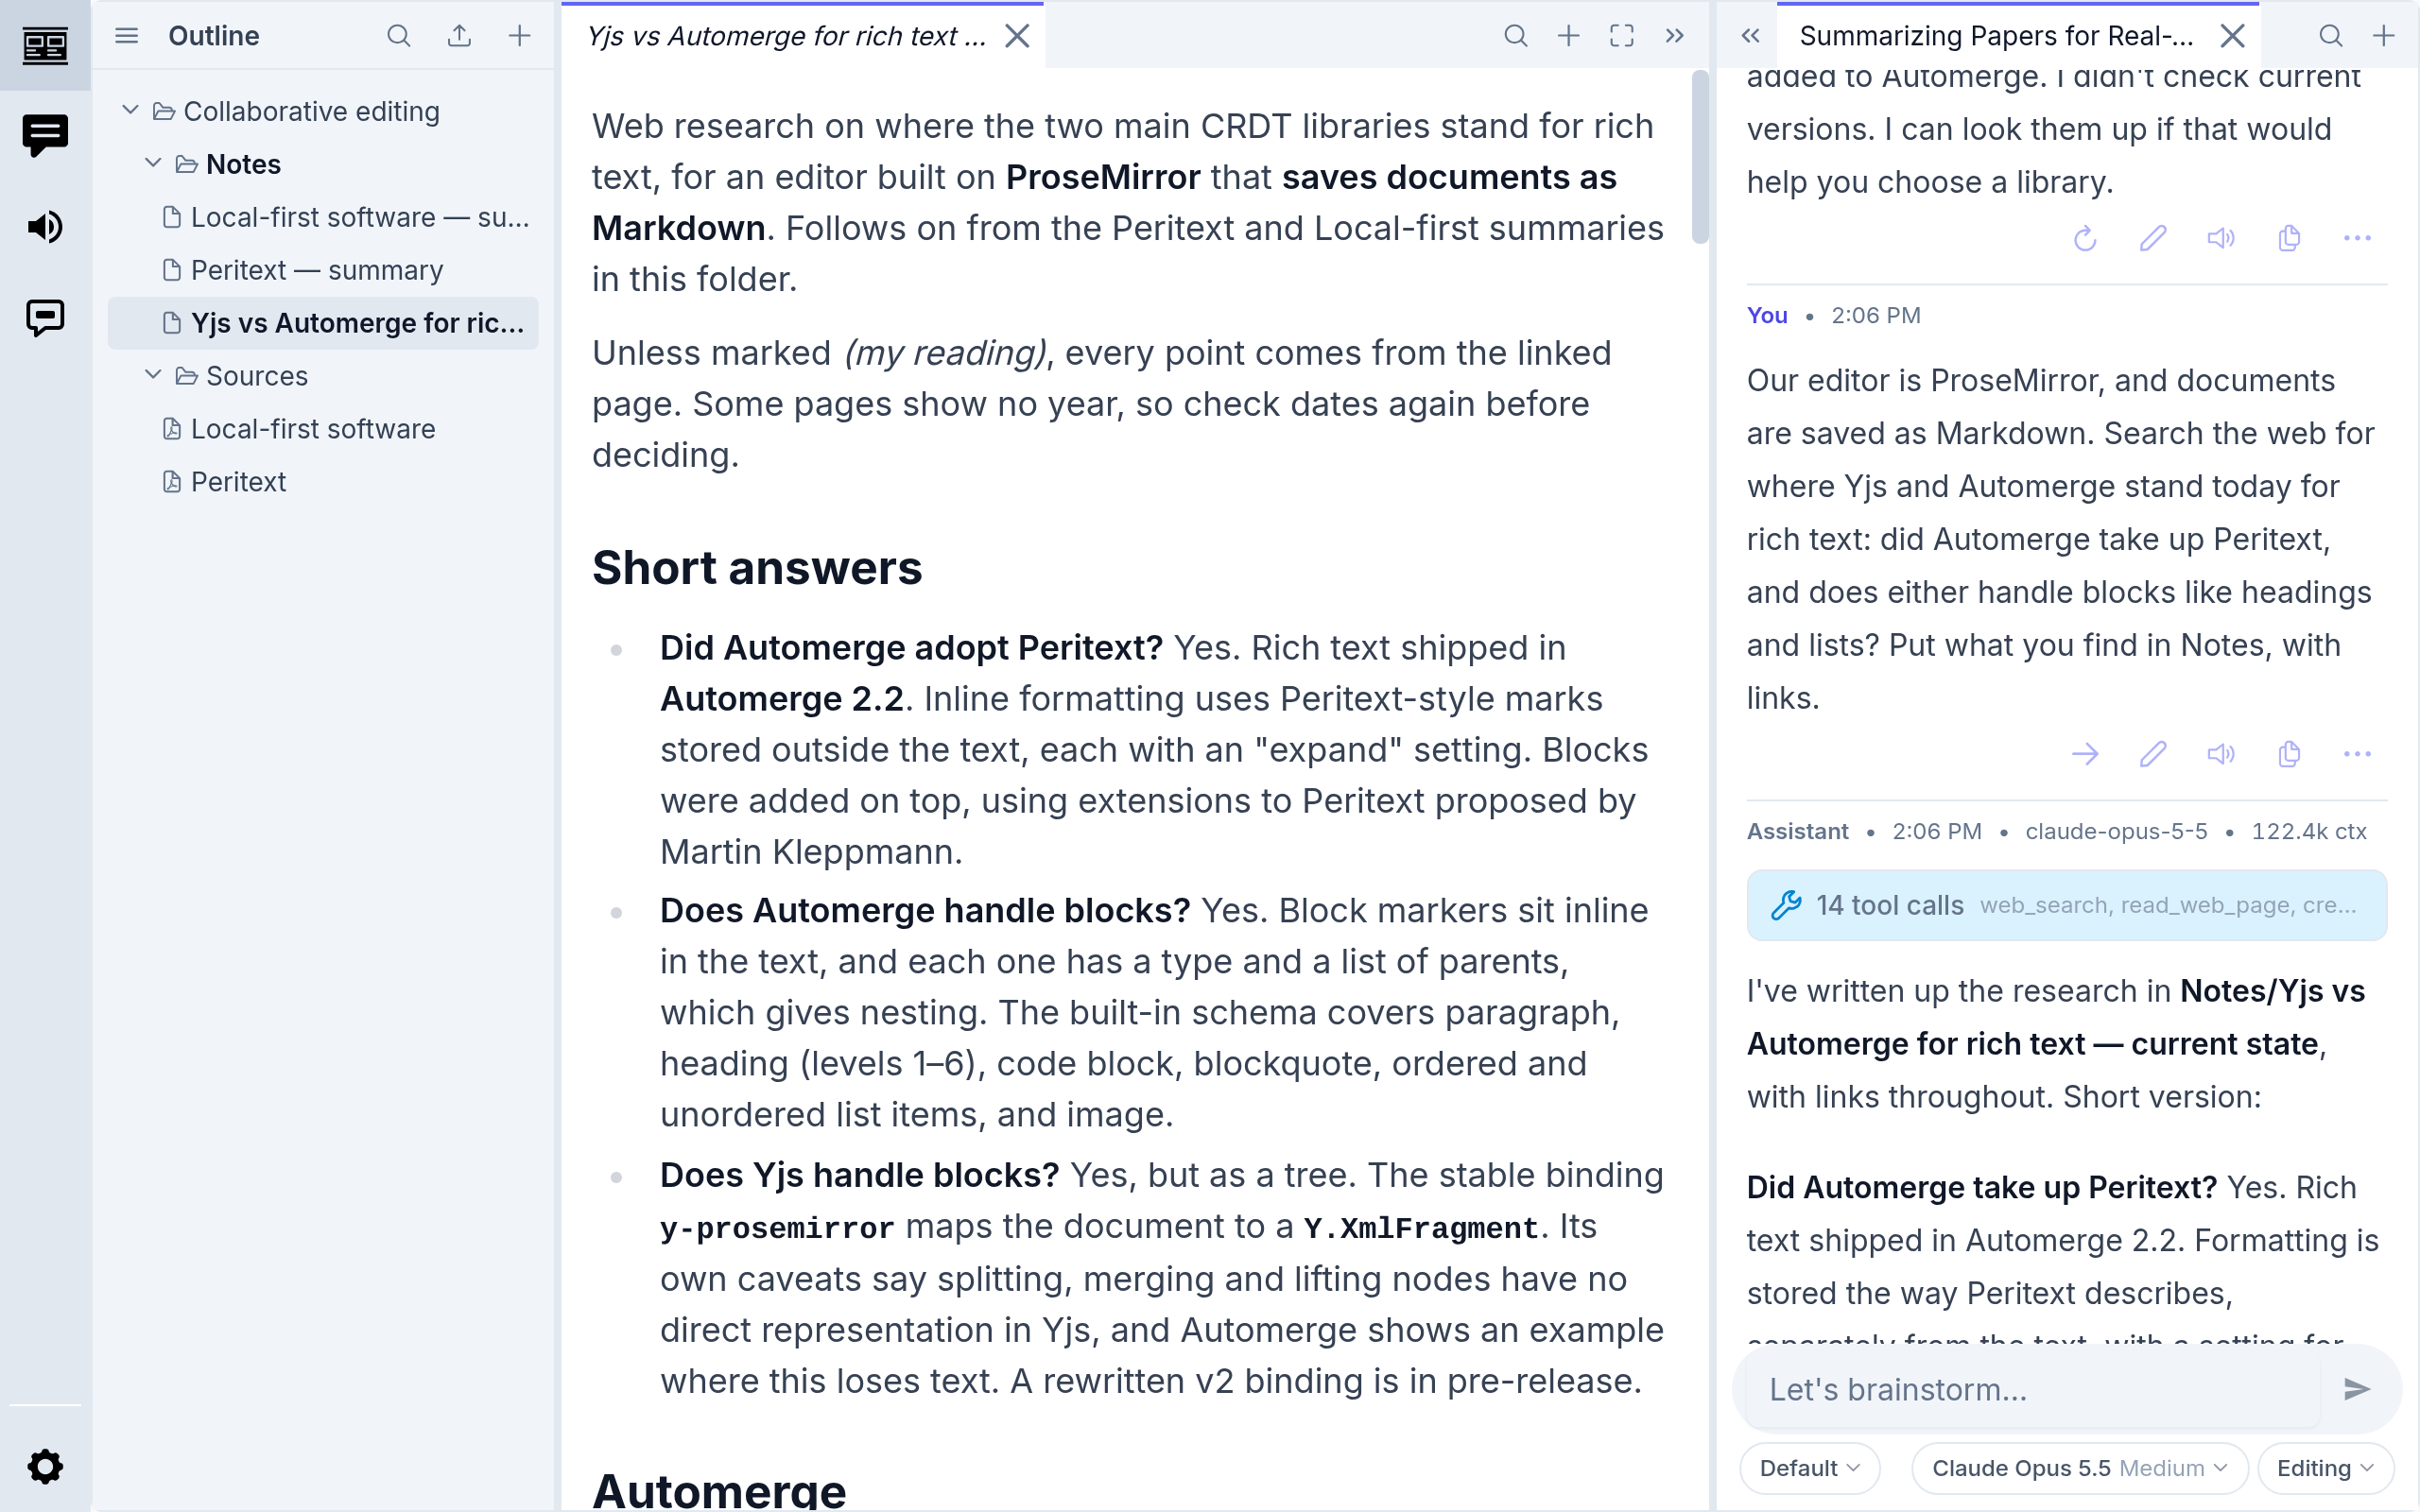 Outline
Collaborative editing
Notes
Local-first software — su...
Peritext — summary
Yjs vs Automerge for ric...
Sources
Local-first software
Peritext
Yjs vs Automerge for rich text ...
Web research on where the two main CRDT libraries stand for rich
text, for an editor built on ProseMirror that saves documents as
Markdown. Follows on from the Peritext and Local-first summaries
in this folder.
Unless marked (my reading), every point comes from the linked
page. Some pages show no year, so check dates again before
deciding.
Short answers
Did Automerge adopt Peritext? Yes. Rich text shipped in
Automerge 2.2. Inline formatting uses Peritext-style marks
stored outside the text, each with an "expand" setting. Blocks
were added on top, using extensions to Peritext proposed by
Martin Kleppmann.
Does Automerge handle blocks? Yes. Block markers sit inline
in the text, and each one has a type and a list of parents,
which gives nesting. The built-in schema covers paragraph,
heading (levels 1–6), code block, blockquote, ordered and
unordered list items, and image.
Does Yjs handle blocks? Yes, but as a tree. The stable binding
y-prosemirror maps the document to a Y.XmlFragment. Its
own caveats say splitting, merging and lifting nodes have no
direct representation in Yjs, and Automerge shows an example
where this loses text. A rewritten v2 binding is in pre-release.
Automerge
Summarizing Papers for Real-...
added to Automerge. I didn't check current
versions. I can look them up if that would
help you choose a library.
You • 2:06 PM
Our editor is ProseMirror, and documents
are saved as Markdown. Search the web for
where Yjs and Automerge stand today for
rich text: did Automerge take up Peritext,
and does either handle blocks like headings
and lists? Put what you find in Notes, with
links.
Assistant • 2:06 PM • claude-opus-5-5 • 122.4k ctx
14 tool calls web_search, read_web_page, cre...
I've written up the research in Notes/Yjs vs
Automerge for rich text — current state,
with links throughout. Short version:
Did Automerge take up Peritext? Yes. Rich
text shipped in Automerge 2.2. Formatting is
stored the way Peritext describes,
separately from the text, with a setting for
Let's brainstorm...
Default
Claude Opus 5.5 Medium
Editing